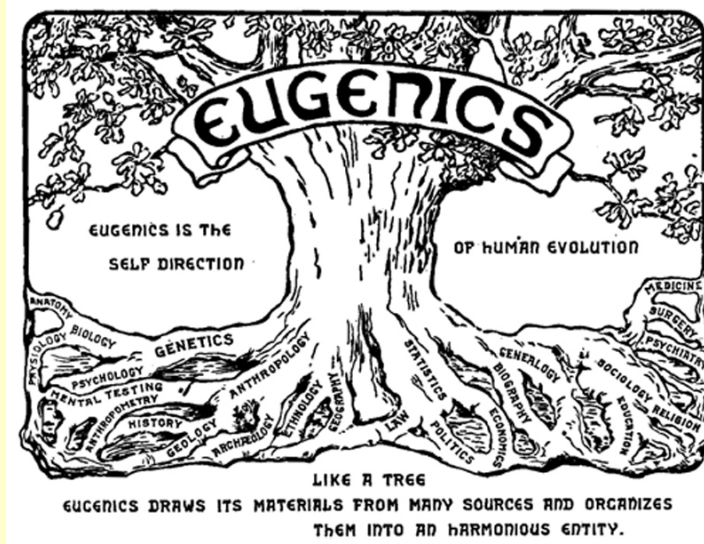 EUGENICS
EUGENICS IS THE
SELF DIRECTION
OF HUMAN EVOLUTION
ANATOMY
PHYSIOLOGY
BIOLOGY
GENETICS
PSYCHOLOGY
MENTAL TESTING
ANTHROPOMETRY
HISTORY
GEOLOGY
ANTHROPOLOGY
ARCHÆOLOGY
ETHNOLOGY
GEOGRAPHY
LAW
STATISTICS
POLITICS
ECONOMICS
GENEALOGY
BIOGRAPHY
SOCIOLOGY
EDUCATION
RELIGION
PSYCHIATRY
SURGERY
MEDICINE
LIKE A TREE
EUGENICS DRAWS ITS MATERIALS FROM MANY SOURCES AND ORGANIZES
THEM INTO AN HARMONIOUS ENTITY.